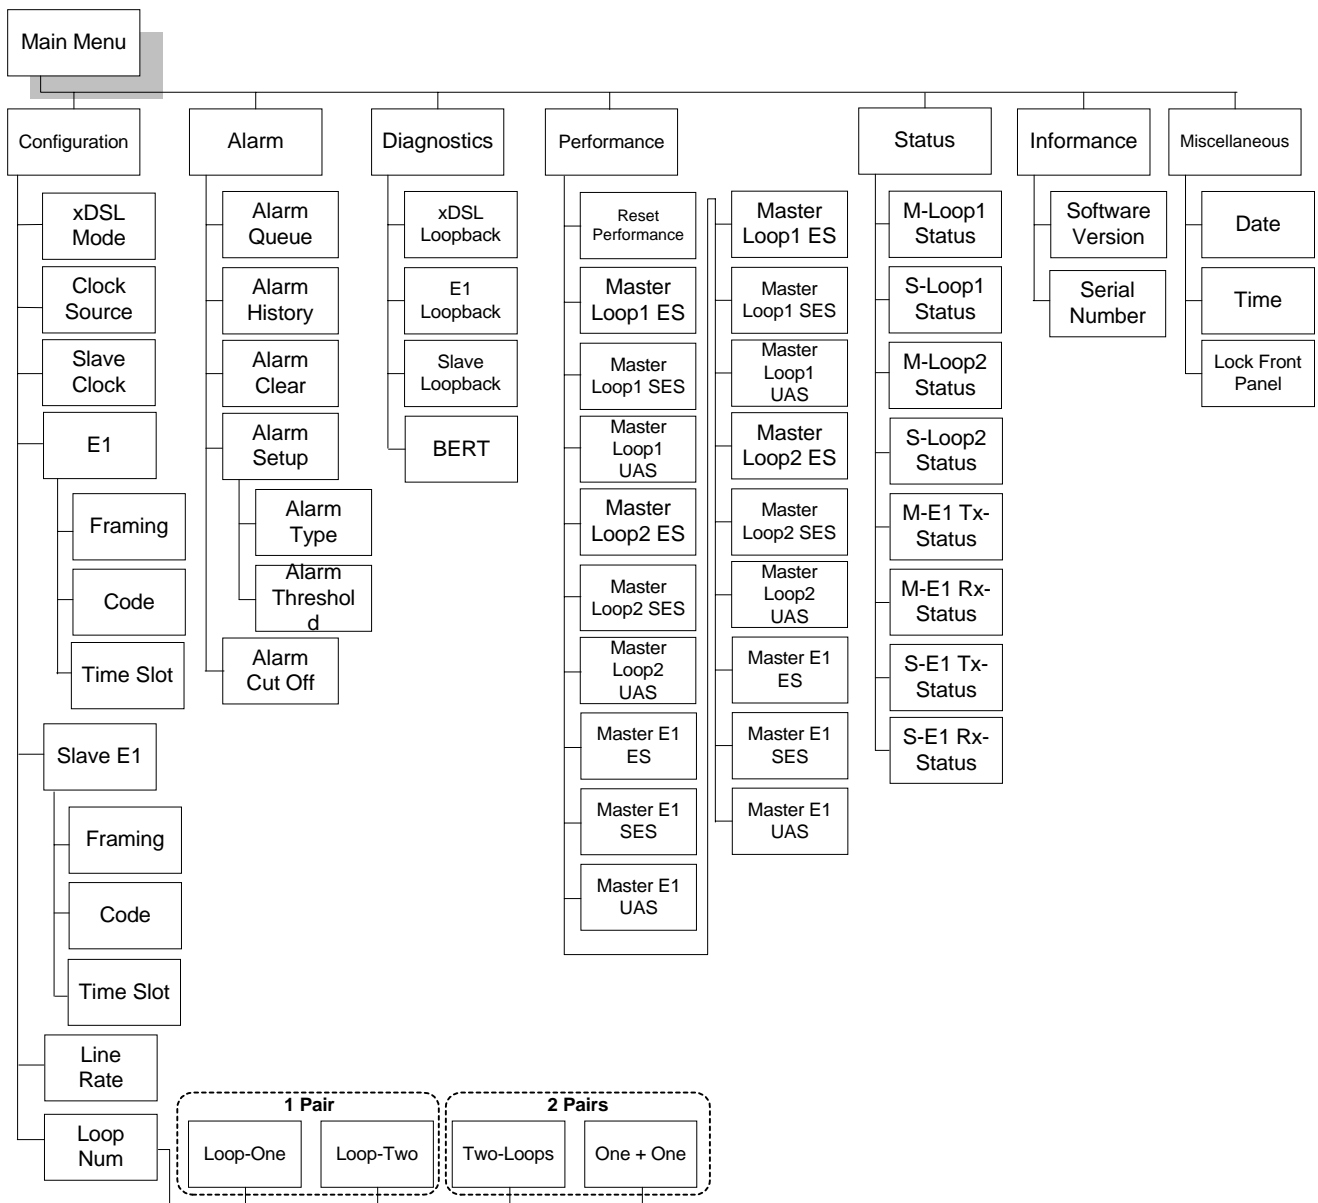 Main Menu
Configuration
Alarm
Diagnostics
Performance
Status
Informance
Miscellaneous
xDSL
Mode
Clock
Source
Slave
Clock
E1
Framing
Code
Time Slot
Slave E1
Framing
Code
Time Slot
Line
Rate
Loop
Num
Alarm
Queue
Alarm
History
Alarm
Clear
Alarm
Setup
Alarm
Type
Alarm
Threshol
d
Alarm
Cut Off
xDSL
Loopback
E1
Loopback
Slave
Loopback
BERT
Reset
Performance
Master
Loop1 ES
Master
Loop1 SES
Master
Loop1
UAS
Master
Loop2 ES
Master
Loop2 SES
Master
Loop2
UAS
Master E1
ES
Master E1
SES
Master E1
UAS
Master
Loop1 ES
Master
Loop1 SES
Master
Loop1
UAS
Master
Loop2 ES
Master
Loop2 SES
Master
Loop2
UAS
Master E1
ES
Master E1
SES
Master E1
UAS
M-Loop1
Status
S-Loop1
Status
M-Loop2
Status
S-Loop2
Status
M-E1 Tx-
Status
M-E1 Rx-
Status
S-E1 Tx-
Status
S-E1 Rx-
Status
Software
Version
Serial
Number
Date
Time
Lock Front
Panel
1 Pair
Loop-One
Loop-Two
2 Pairs
Two-Loops
One + One